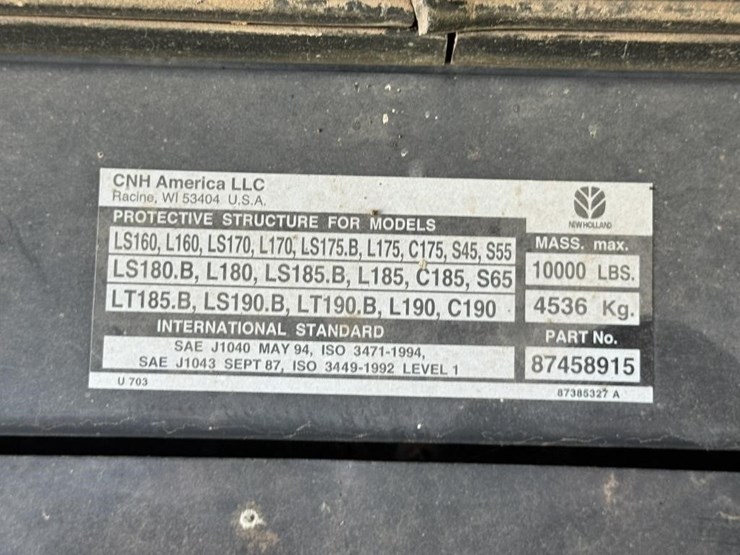 CNH America LLC
Racine, WI 53404 U.S.A.
NEW HOLLAND
PROTECTIVE STRUCTURE FOR MODELS
LS160, L160, LS170, L170, LS175.B, L175, C175, S45, S55
LS180.B, L180, LS185.B, L185, C185, S65
LT185.B, LS190.B, LT190.B, L190, C190
MASS. max.
10000 LBS.
4536 Kg.
INTERNATIONAL STANDARD
SAE J1040 MAY 94, ISO 3471-1994,
SAE J1043 SEPT 87, ISO 3449-1992 LEVEL 1
PART No.
87458915
U 703
87385327 A